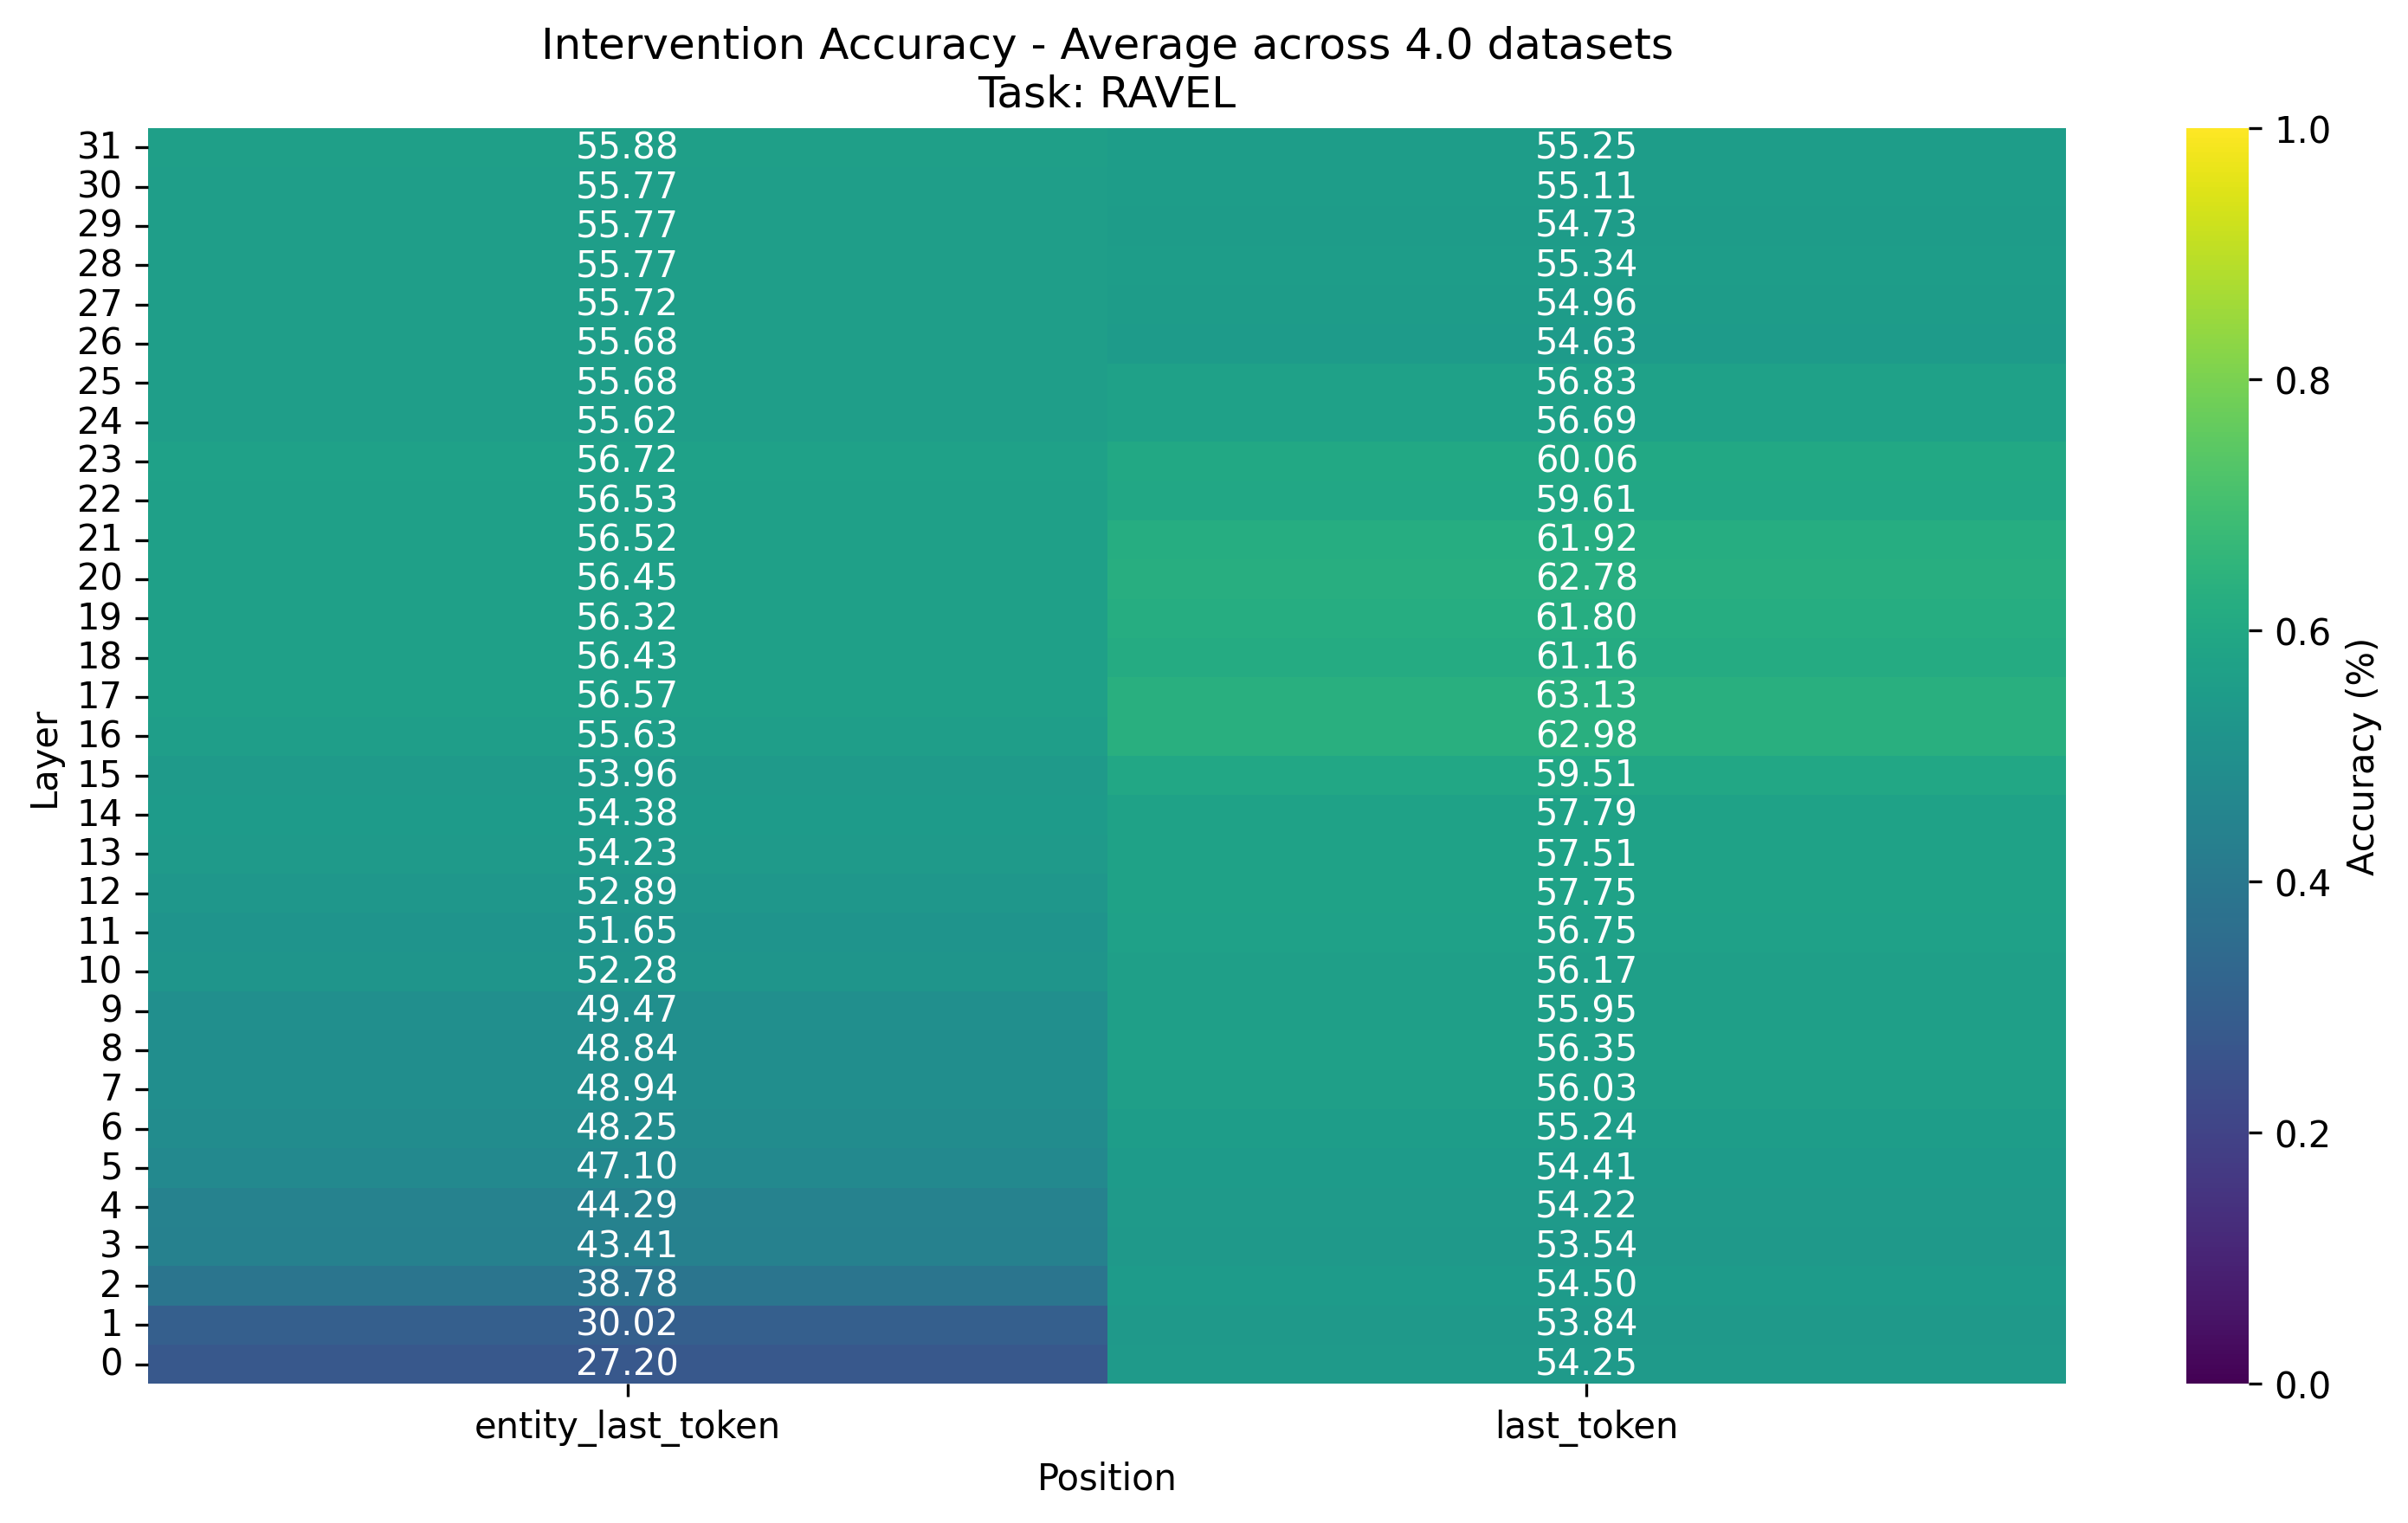 Intervention Accuracy - Average across 4.0 datasets
Task: RAVEL
31 55.88 55.25
30 55.77 55.11
29 55.77 54.73
28 55.77 55.34
27 55.72 54.96
26 55.68 54.63
25 55.68 56.83
24 55.62 56.69
23 56.72 60.06
22 56.53 59.61
21 56.52 61.92
20 56.45 62.78
19 56.32 61.80
18 56.43 61.16
17 56.57 63.13
16 55.63 62.98
15 53.96 59.51
14 54.38 57.79
13 54.23 57.51
12 52.89 57.75
11 51.65 56.75
10 52.28 56.17
9 49.47 55.95
8 48.84 56.35
7 48.94 56.03
6 48.25 55.24
5 47.10 54.41
4 44.29 54.22
3 43.41 53.54
2 38.78 54.50
1 30.02 53.84
0 27.20 54.25
entity_last_token last_token
Position
Layer
1.0
0.8
0.6
0.4
0.2
0.0
Accuracy (%)